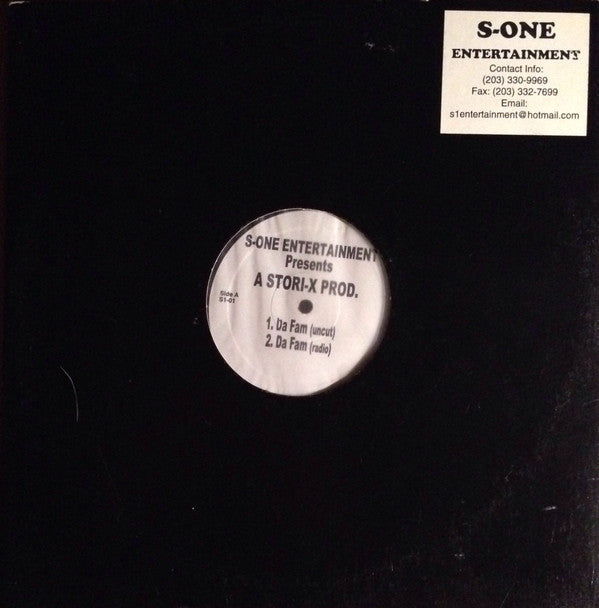 S-ONE
ENTERTAINMENT
Contact Info:
(203) 330-9969
Fax: (203) 332-7699
Email:
s1entertainment@hotmail.com
S-ONE ENTERTAINMENT
Presents
A STORI-X PROD.
Side A
S1-01
1. Da Fam (uncut)
2. Da Fam (radio)